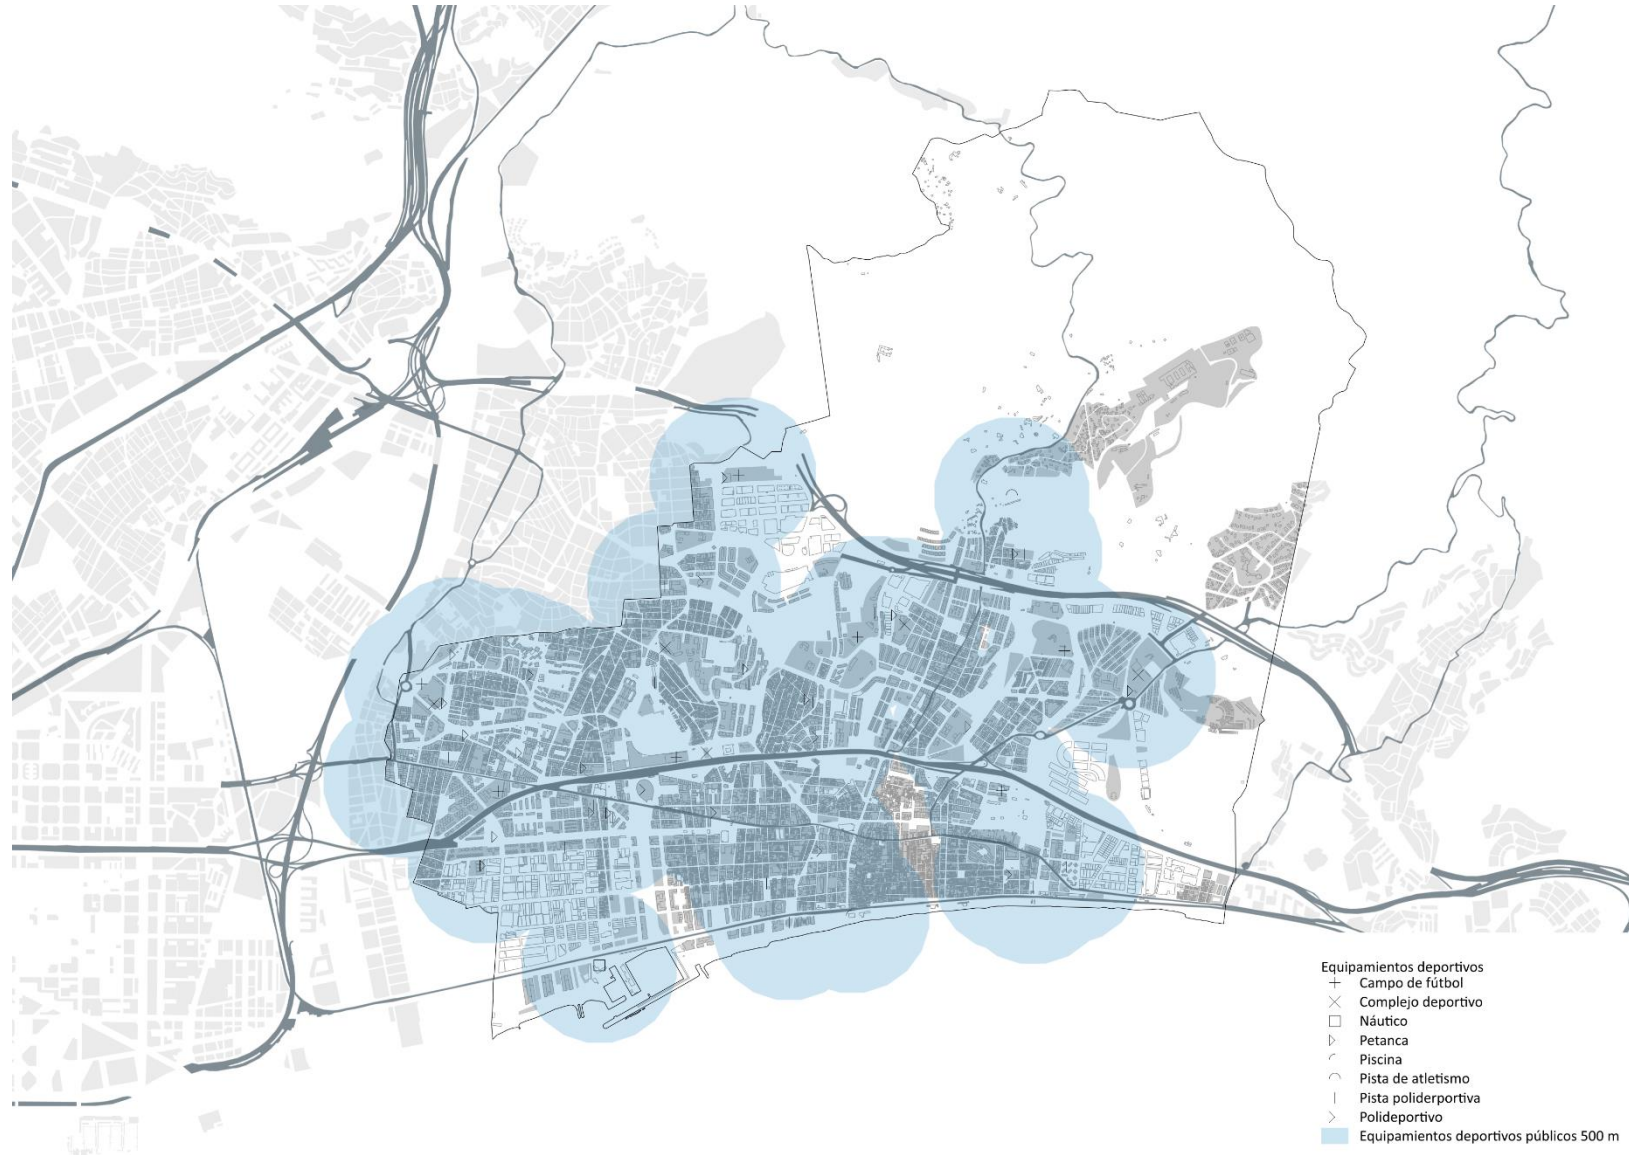 Equipamientos deportivos
Campo de fútbol
Complejo deportivo
Náutico
Petanca
Piscina
Pista de atletismo
Pista poliderportiva
Polideportivo
Equipamientos deportivos públicos 500 m